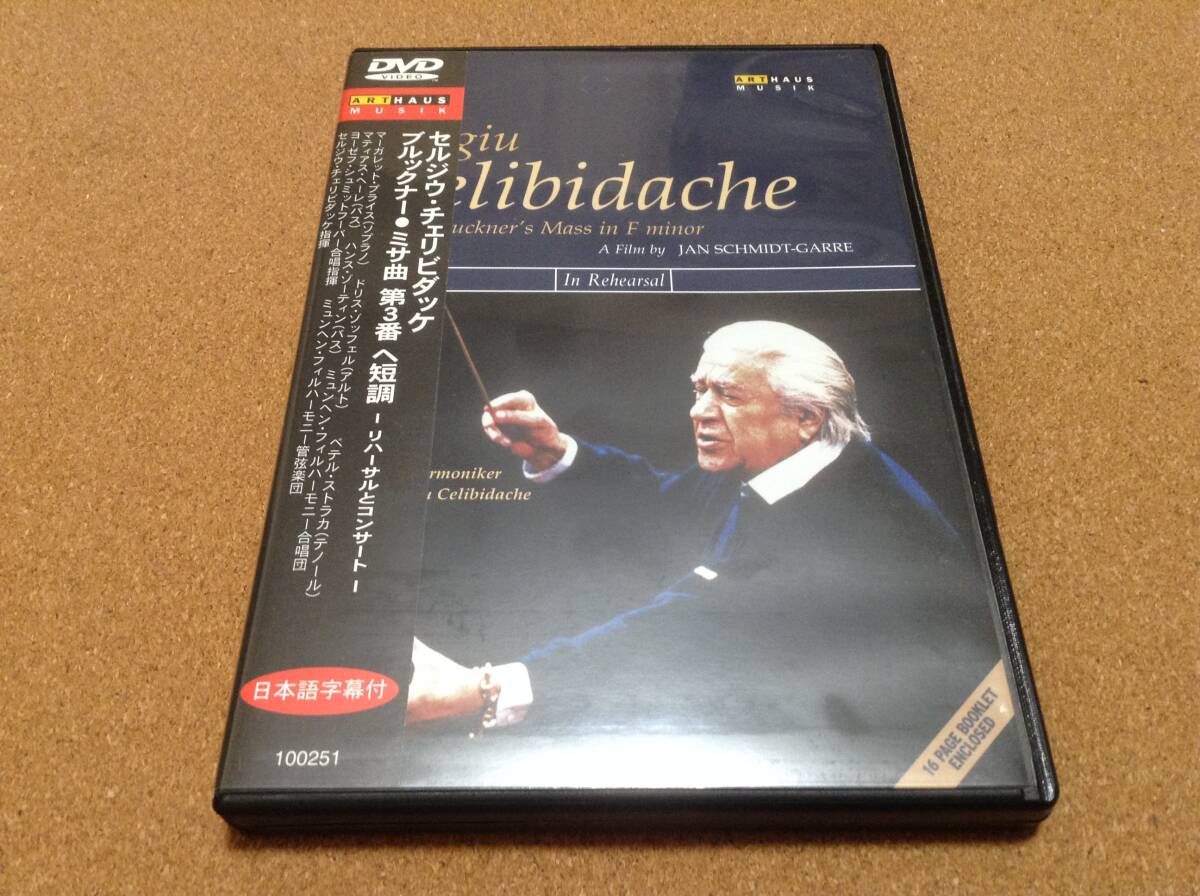 DVD
VIDEO
ARTHAUS
MUSIK
セルジウ・チェリビダッケ
ブルックナー●ミサ曲 第3番 ヘ短調 -リハーサルとコンサート-
マーガレット・プライス(ソプラノ) ドリス・ゾッフェル(アルト) ペテル・ストラカ(テノール)
マティアス・ヘーレ(バス) ハンス・ゾーティン(バス) ミュンヘン・フィルハーモニー合唱団
ヨーゼフ・シュミットフーバー合唱指揮 ミュンヘン・フィルハーモニー管弦楽団
セルジウ・チェリビダッケ指揮
日本語字幕付
100251
ARTHAUS
MUSIK
giu
elibidache
uckner's Mass in F minor
A Film by JAN SCHMIDT-GARRE
In Rehearsal
rmoniker
u Celibidache
16 PAGE BOOKLET
ENCLOSED